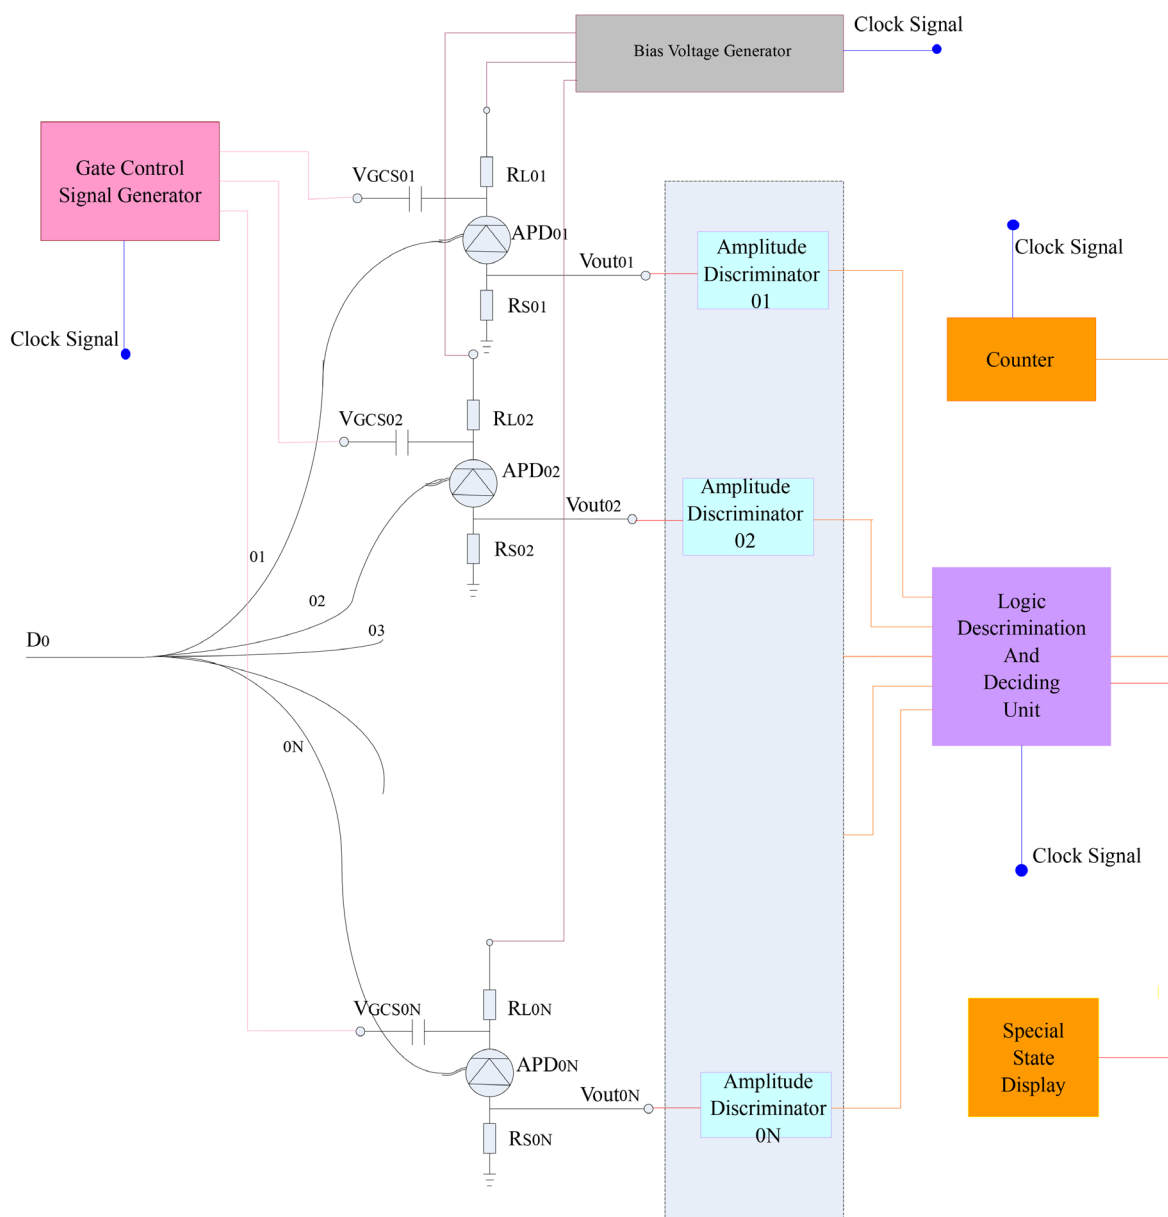 Clock Signal
Bias Voltage Generator
Gate Control
Signal Generator
VGCS01
RL01
APD01
Vout01
RS01
Amplitude
Discriminator
01
Clock Signal
Clock Signal
Counter
VGCS02
RL02
APD02
Vout02
RS02
Amplitude
Discriminator
02
01
02
03
D0
0N
Logic
Descrimination
And
Deciding
Unit
Clock Signal
VGCS0N
RL0N
APD0N
Vout0N
RS0N
Amplitude
Discriminator
0N
Special
State
Display